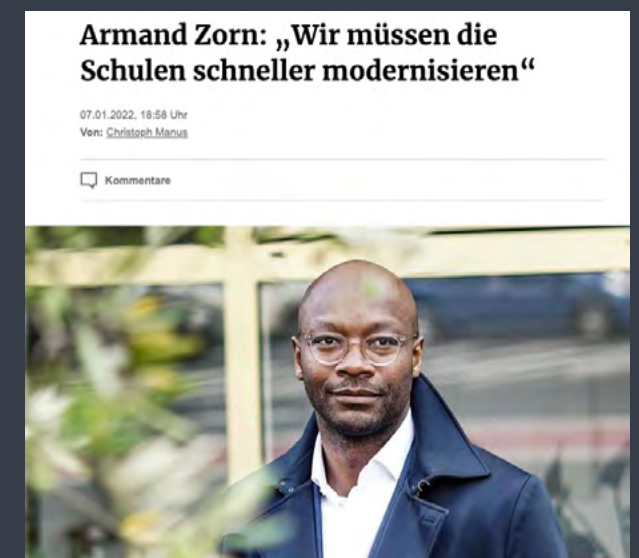 Armand Zorn: „Wir müssen die
Schulen schneller modernisieren“
07.01.2022, 18:58 Uhr
Von: Christoph Manus
Kommentare